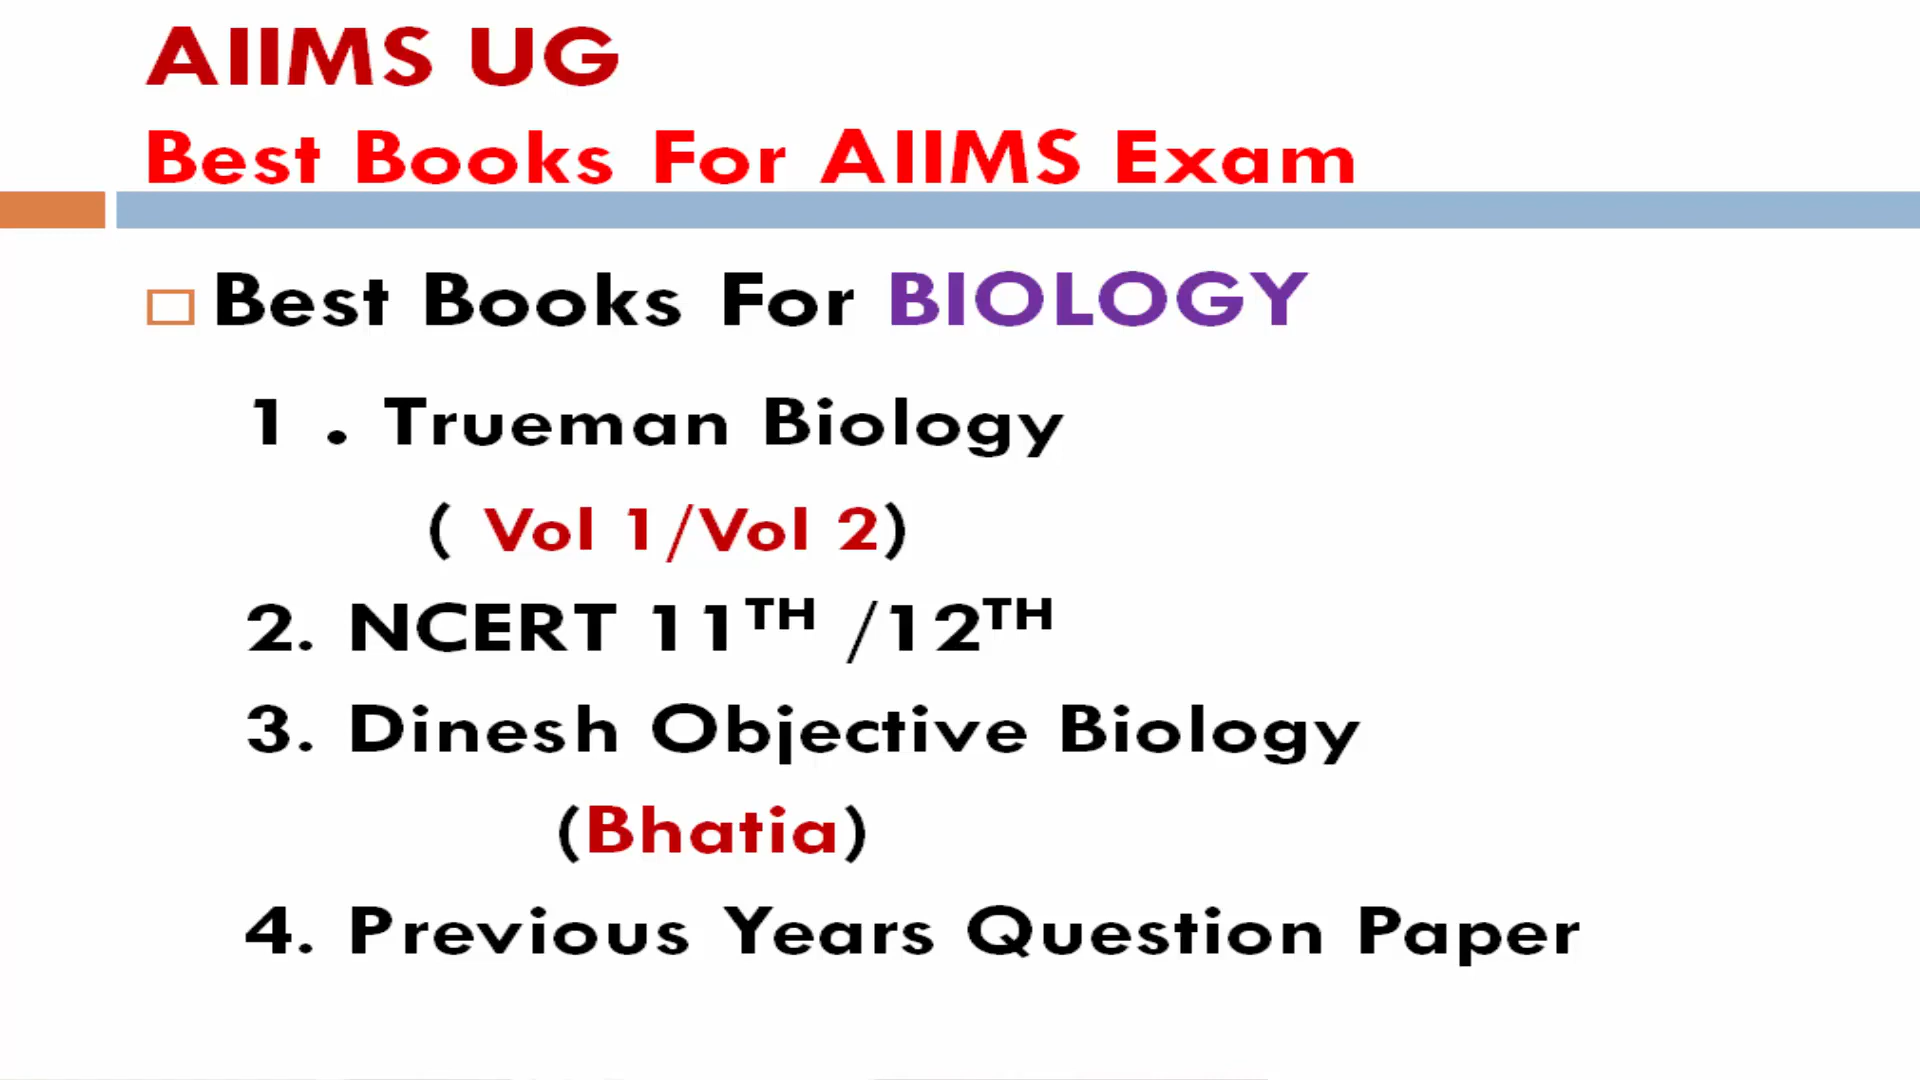 AIIMS UG
Best Books For AIIMS Exam
Best Books For BIOLOGY
1 . Trueman Biology
( Vol 1/Vol 2)
2. NCERT 11TH /12TH
3. Dinesh Objective Biology
(Bhatia)
4. Previous Years Question Paper